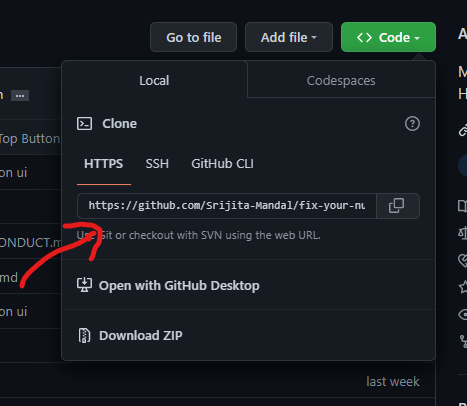 Go to file Add file <> Code
Local Codespaces
Clone
Top Button
HTTPS SSH GitHub CLI
on ui
https://github.com/Srijita-Mandal/fix-your-nu
Use Git or checkout with SVN using the web URL.
ONDUCT.m
md
Open with GitHub Desktop
on ui
Download ZIP
last week